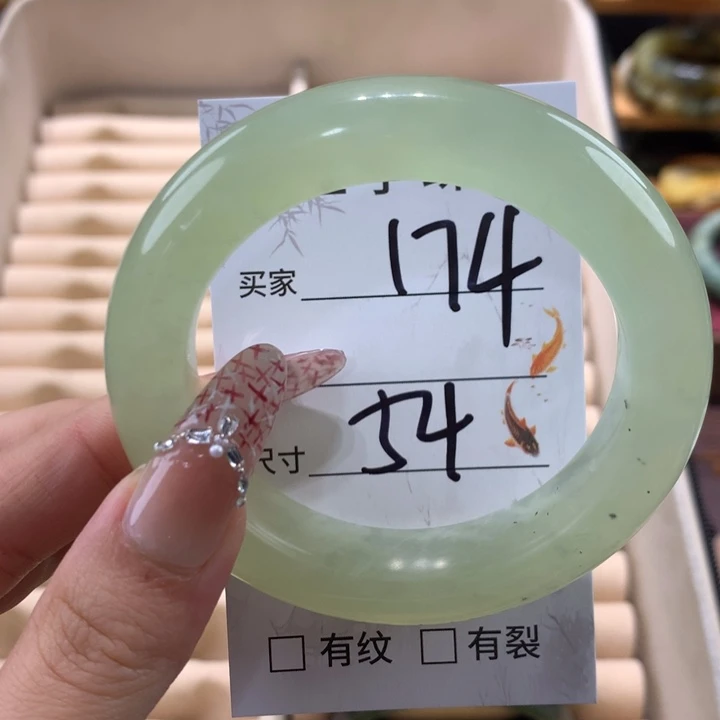 买家 174
尺寸 54
□ 有纹 □ 有裂